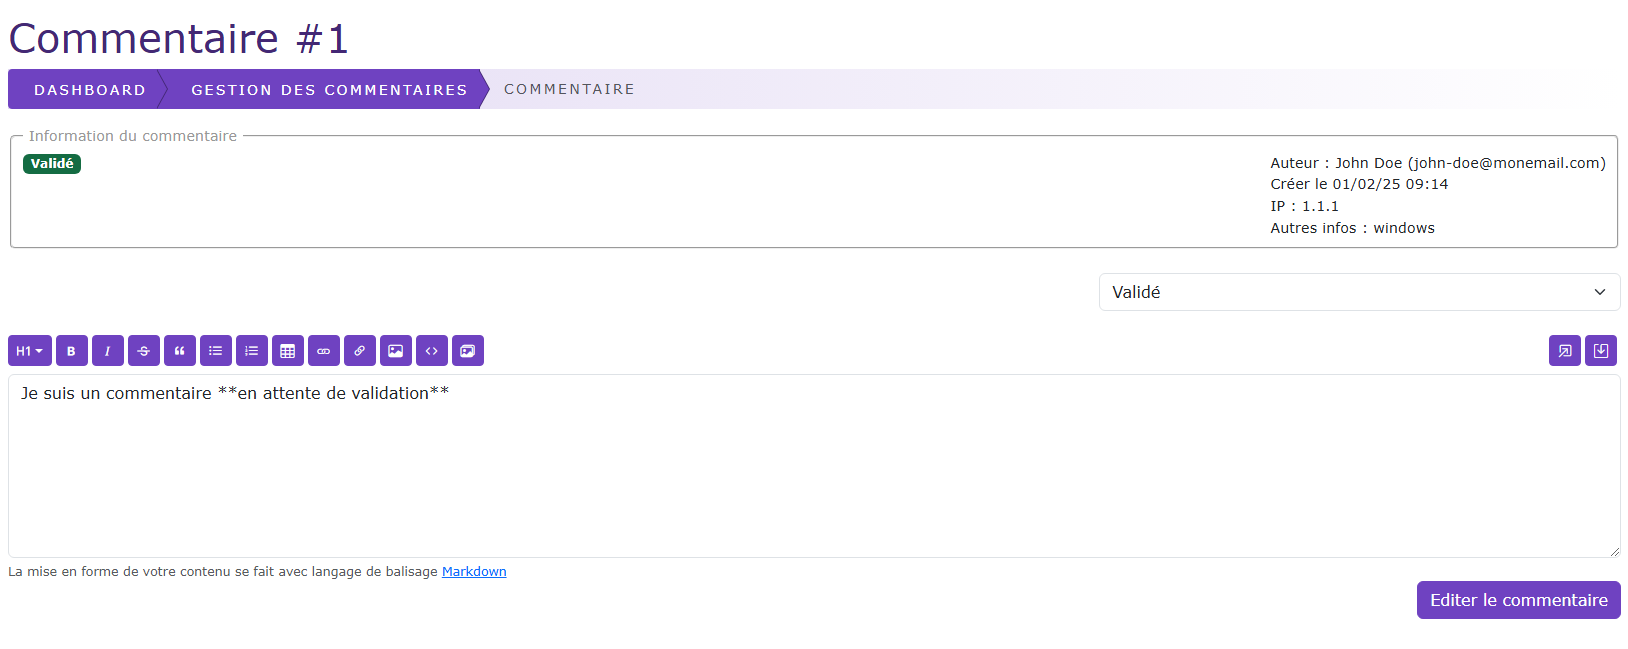 Commentaire #1
DASHBOARD GESTION DES COMMENTAIRES COMMENTAIRE
Information du commentaire
Validé
Auteur : John Doe (john-doe@monemail.com)
Créer le 01/02/25 09:14
IP : 1.1.1
Autres infos : windows
Validé
H1 B I S
Je suis un commentaire **en attente de validation**
La mise en forme de votre contenu se fait avec langage de balisage Markdown
Editer le commentaire